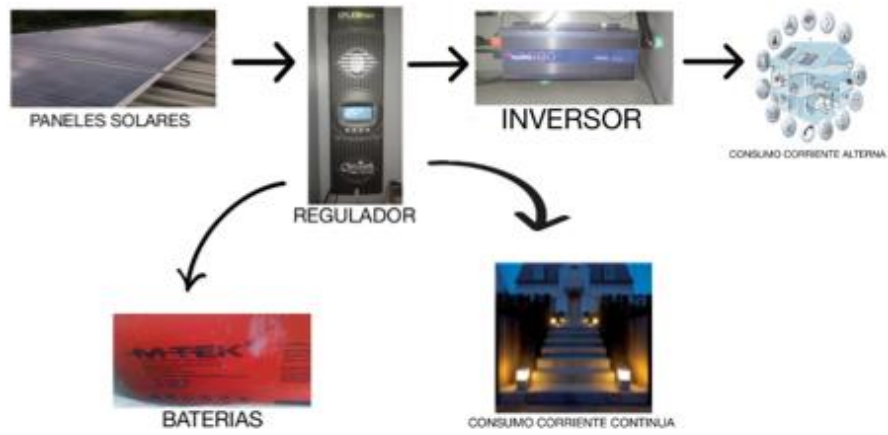 PANELES SOLARES
REGULADOR
INVERSOR
CONSUMO CORRIENTE ALTERNA
M-TEK
BATERIAS
CONSUMO CORRIENTE CONTINUA